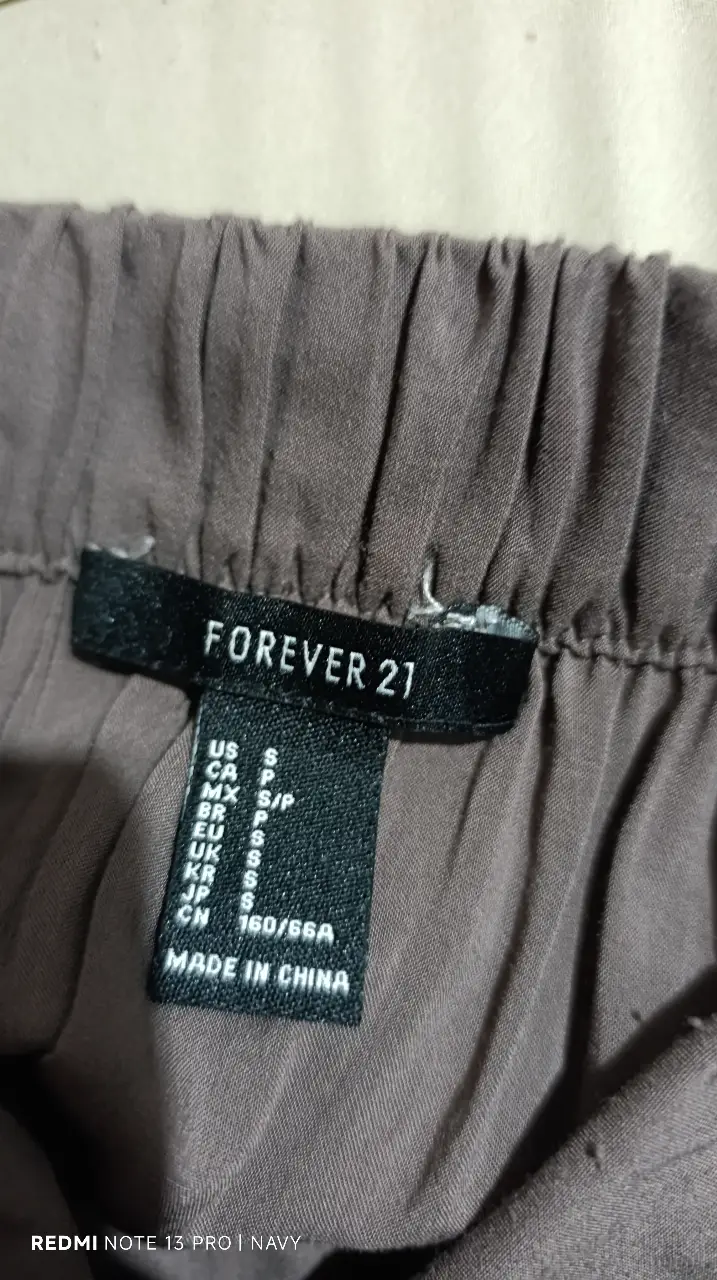 FOREVER 21
US S
CA P
MX S/P
BR P
EU S
UK S
KR S
JP S
CN 160/66A
MADE IN CHINA
REDMI NOTE 13 PRO | NAVY